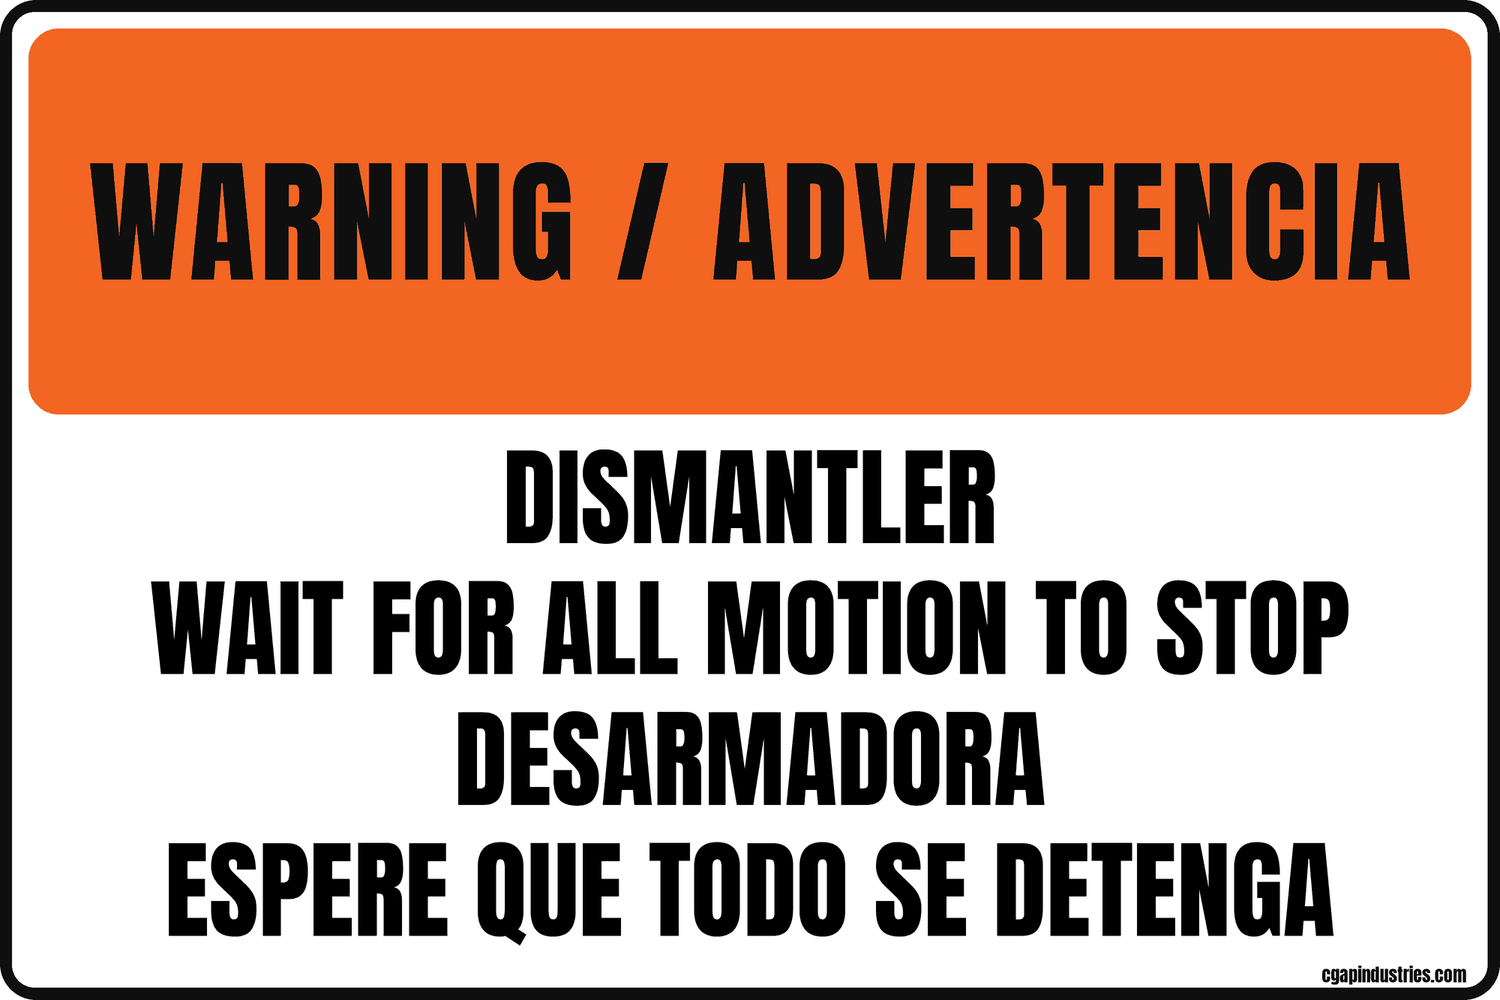 WARNING / ADVERTENCIA
DISMANTLER
WAIT FOR ALL MOTION TO STOP
DESARMADORA
ESPERE QUE TODO SE DETENGA
cgapindustries.com